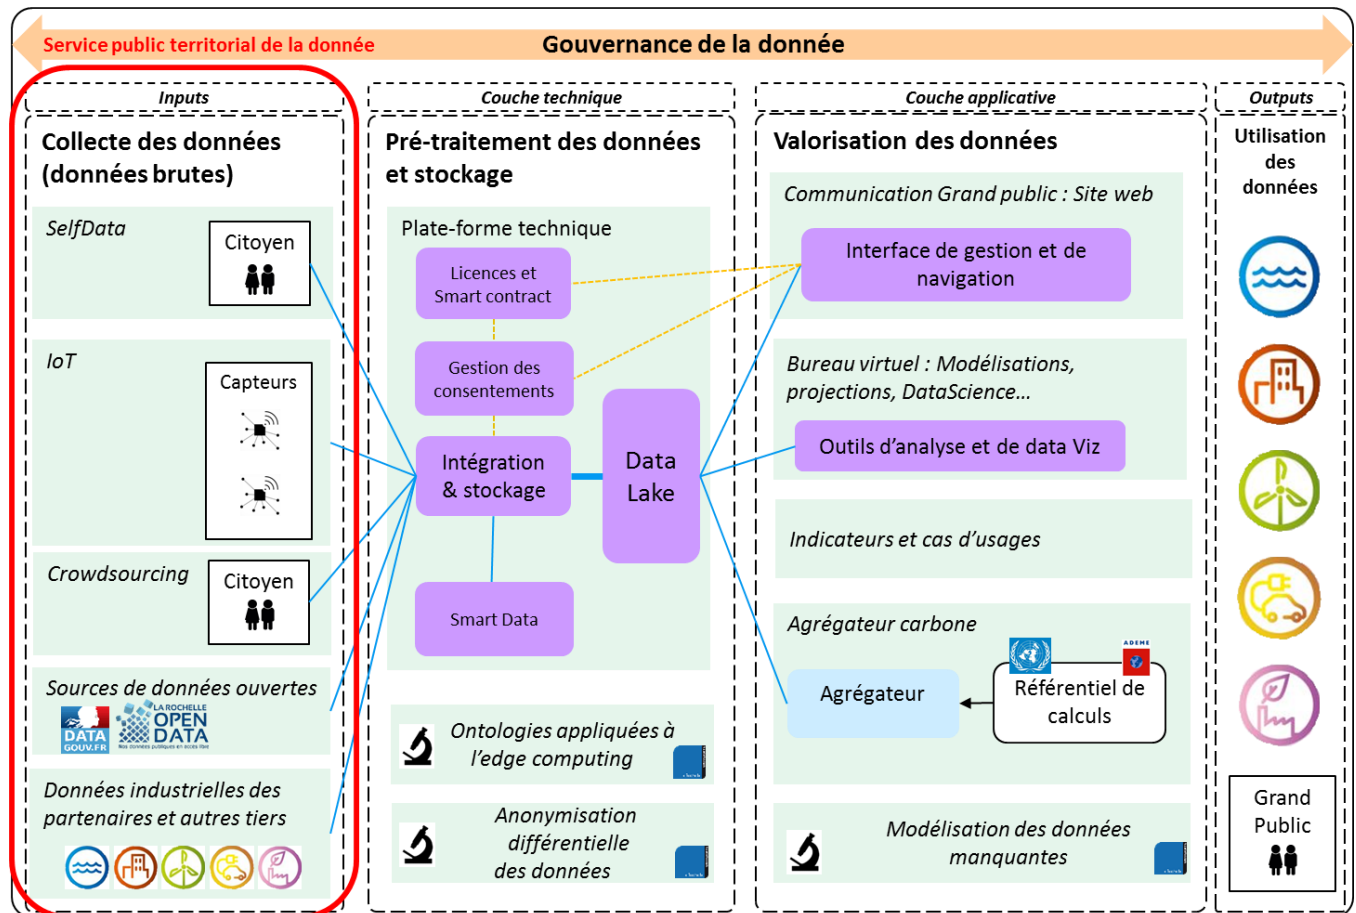 Service public territorial de la donnée
Gouvernance de la donnée
Inputs
Couche technique
Couche applicative
Outputs
Collecte des données
(données brutes)
SelfData
Citoyen
IoT
Capteurs
Crowdsourcing
Citoyen
Sources de données ouvertes
DATA
GOUV.FR
LA ROCHELLE
OPEN
DATA
Nos données publiques en accès libre
Données industrielles des
partenaires et autres tiers
Pré-traitement des données
et stockage
Plate-forme technique
Licences et
Smart contract
Gestion des
consentements
Intégration
& stockage
Data
Lake
Smart Data
Ontologies appliquées à
l'edge computing
Anonymisation
différentielle
des données
Valorisation des données
Communication Grand public : Site web
Interface de gestion et de
navigation
Bureau virtuel : Modélisations,
projections, DataScience...
Outils d'analyse et de data Viz
Indicateurs et cas d'usages
Agrégateur carbone
Agrégateur
ADEME
Référentiel de
calculs
Modélisation des données
manquantes
Utilisation
des
données
Grand
Public